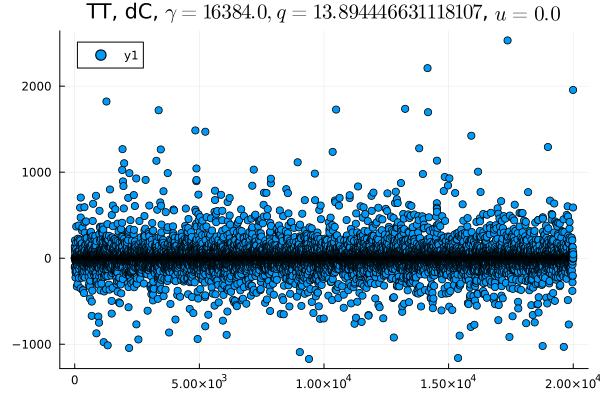 TT, dC, γ = 16384.0, q = 13.894446631118107, u = 0.0
y1
2000
1000
0
−1000
0 5.00×10³ 1.00×10⁴ 1.50×10⁴ 2.00×10⁴